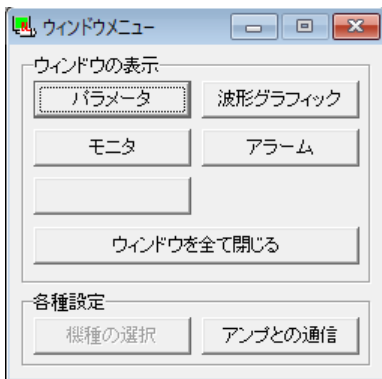 ウィンドウメニュー
ウィンドウの表示
パラメータ 波形グラフィック
モニタ アラーム
ウィンドウを全て閉じる
各種設定
機種の選択 アンプとの通信